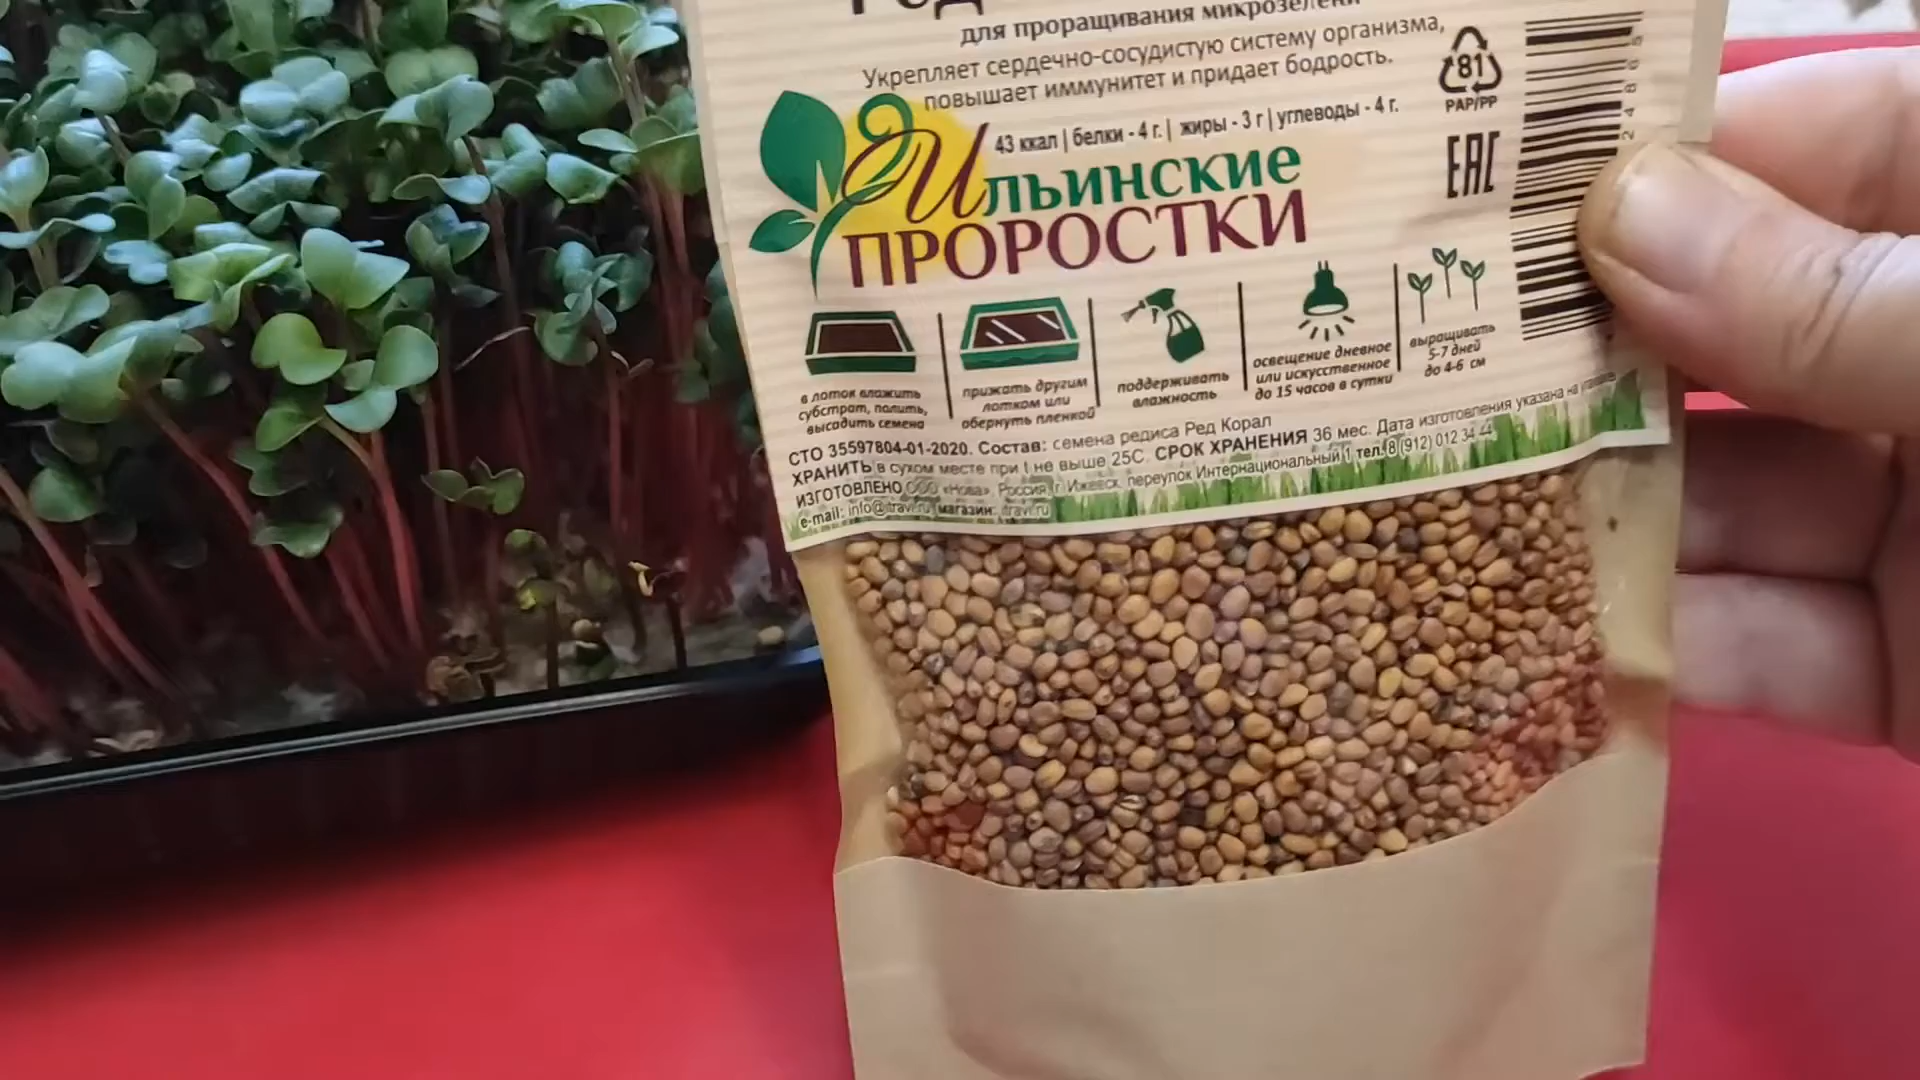 для проращивания микрозелени
Укрепляет сердечно-сосудистую систему организма,
повышает иммунитет и придает бодрость.
43 ккал | белки - 4 г. | жиры - 3 г | углеводы - 4 г.
Ильинские
ПРОРОСТКИ
81
PAP/PP
EAC
в лоток вложить
субстрат, полить,
высадить семена
прижать другим
лотком или
обернуть пленкой
поддерживать
влажность
освещение дневное
или искусственное
до 15 часов в сутки
выращивать
5-7 дней
до 4-6 см
СТО 35597804-01-2020. Состав: семена редиса Ред Корал
ХРАНИТЬ в сухом месте при t не выше 25С. СРОК ХРАНЕНИЯ 36 мес. Дата изготовления указана на упаковке
ИЗГОТОВЛЕНО ООО «Нова», Россия, г. Ижевск, переулок Интернациональный 1 тел. 8 (912) 012 34 44
e-mail: info@travi.ru, магазин: itravi.ru